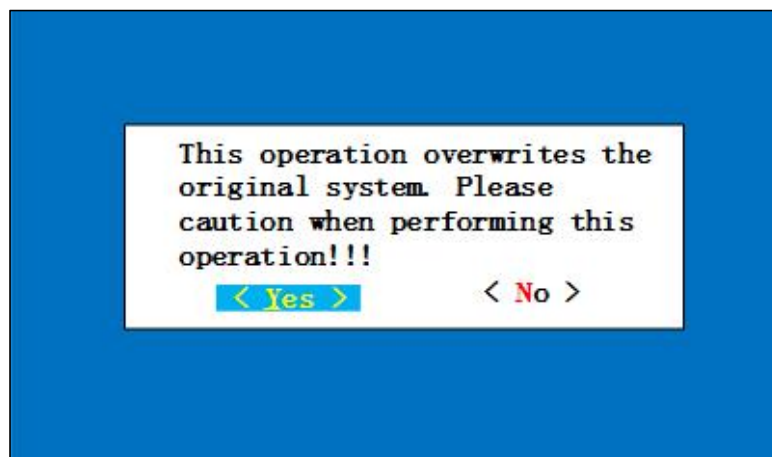 This operation overwrites the
original system. Please
caution when performing this
operation!!!
< Yes > < No >